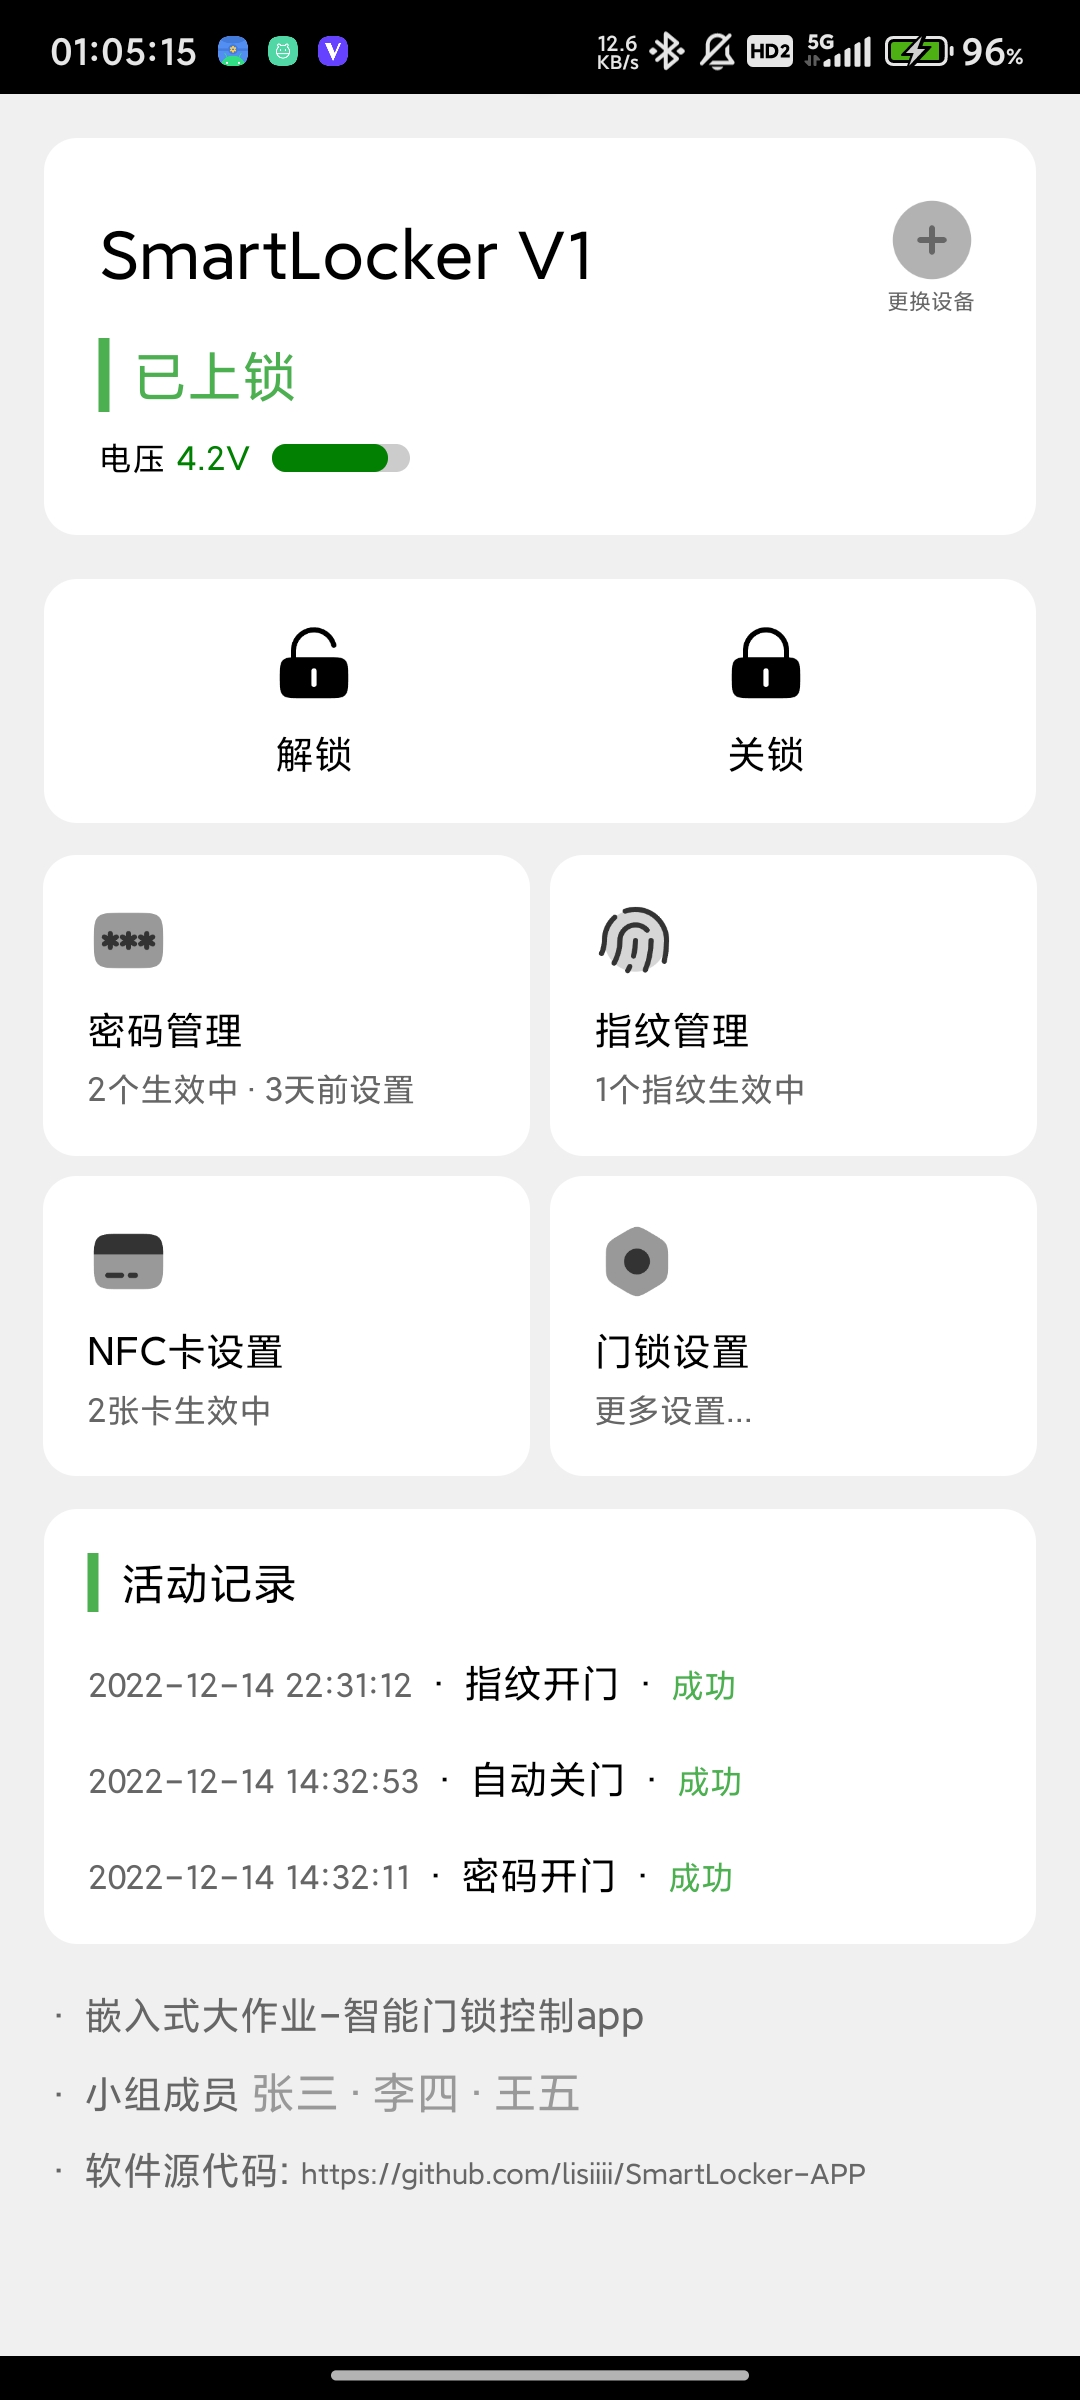 01:05:15 12.6 KB/s HD2 5G 96%
SmartLocker V1
更换设备
已上锁
电压 4.2V
解锁 关锁
密码管理 指纹管理
2个生效中 · 3天前设置 1个指纹生效中
NFC卡设置 门锁设置
2张卡生效中 更多设置...
活动记录
2022-12-14 22:31:12 · 指纹开门 · 成功
2022-12-14 14:32:53 · 自动关门 · 成功
2022-12-14 14:32:11 · 密码开门 · 成功
· 嵌入式大作业-智能门锁控制app
· 小组成员 张三 · 李四 · 王五
· 软件源代码: https://github.com/lisiiii/SmartLocker-APP